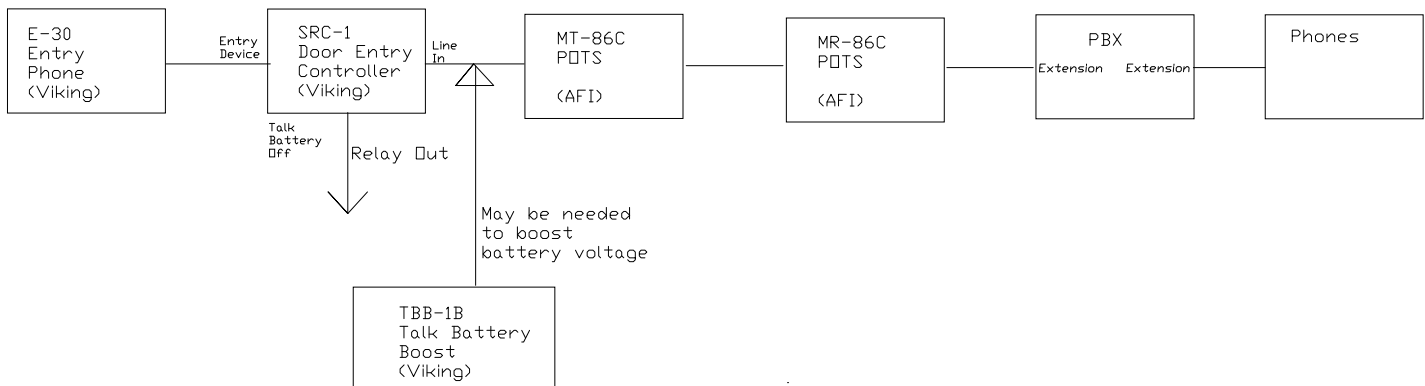 E-30
Entry
Phone
(Viking)
Entry
Device
SRC-1
Door Entry
Controller
(Viking)
Line
In
MT-86C
POTS
(AFI)
MR-86C
POTS
(AFI)
PBX
Extension Extension
Phones
Talk
Battery
Off
Relay Out
May be needed
to boost
battery voltage
TBB-1B
Talk Battery
Boost
(Viking)